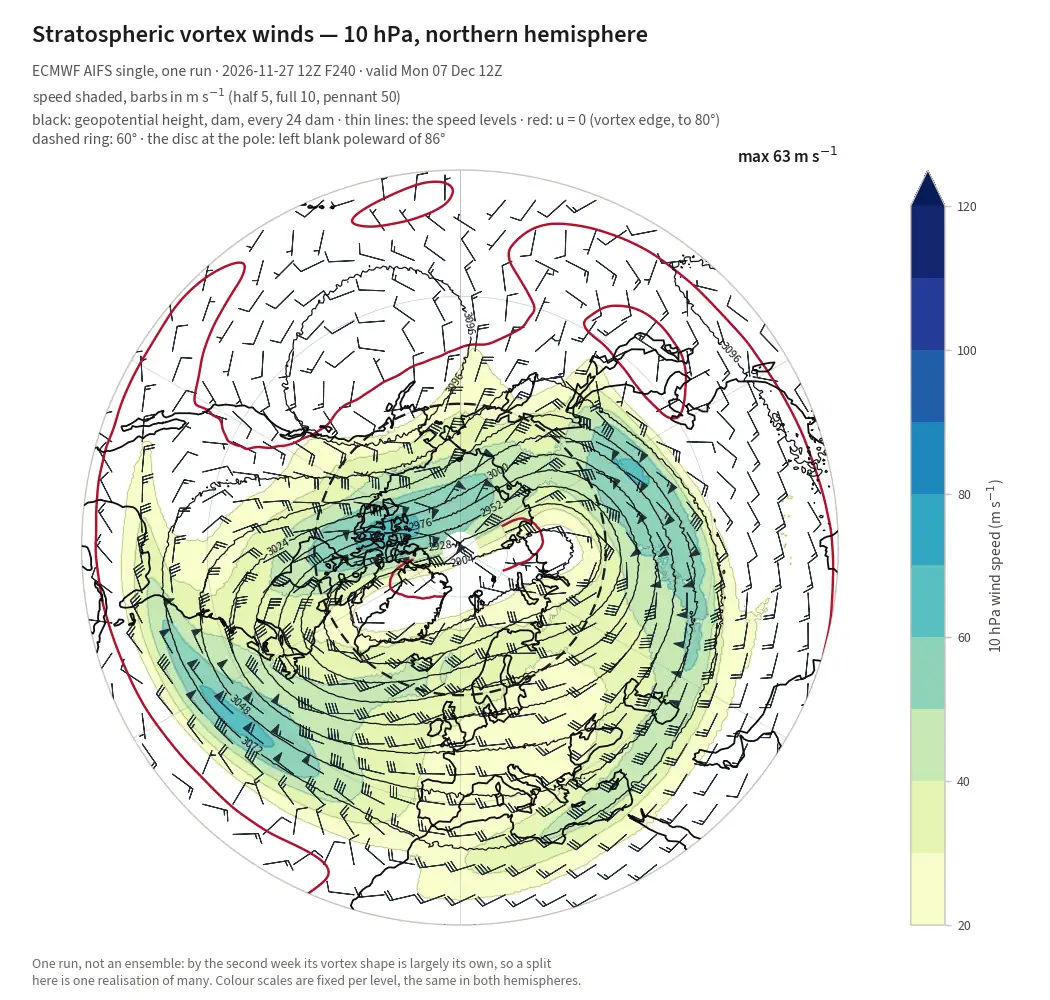 Stratospheric vortex winds — 10 hPa, northern hemisphere
ECMWF AIFS single, one run · 2026-11-27 12Z F240 · valid Mon 07 Dec 12Z
speed shaded, barbs in m s⁻¹ (half 5, full 10, pennant 50)
black: geopotential height, dam, every 24 dam · thin lines: the speed levels · red: u = 0 (vortex edge, to 80°)
dashed ring: 60° · the disc at the pole: left blank poleward of 86°
max 63 m s⁻¹
120
100
80
60
40
20
10 hPa wind speed (m s⁻¹)
3096
3096
3096
2952
2976
2928
3024
3048
3072
One run, not an ensemble: by the second week its vortex shape is largely its own, so a split
here is one realisation of many. Colour scales are fixed per level, the same in both hemispheres.